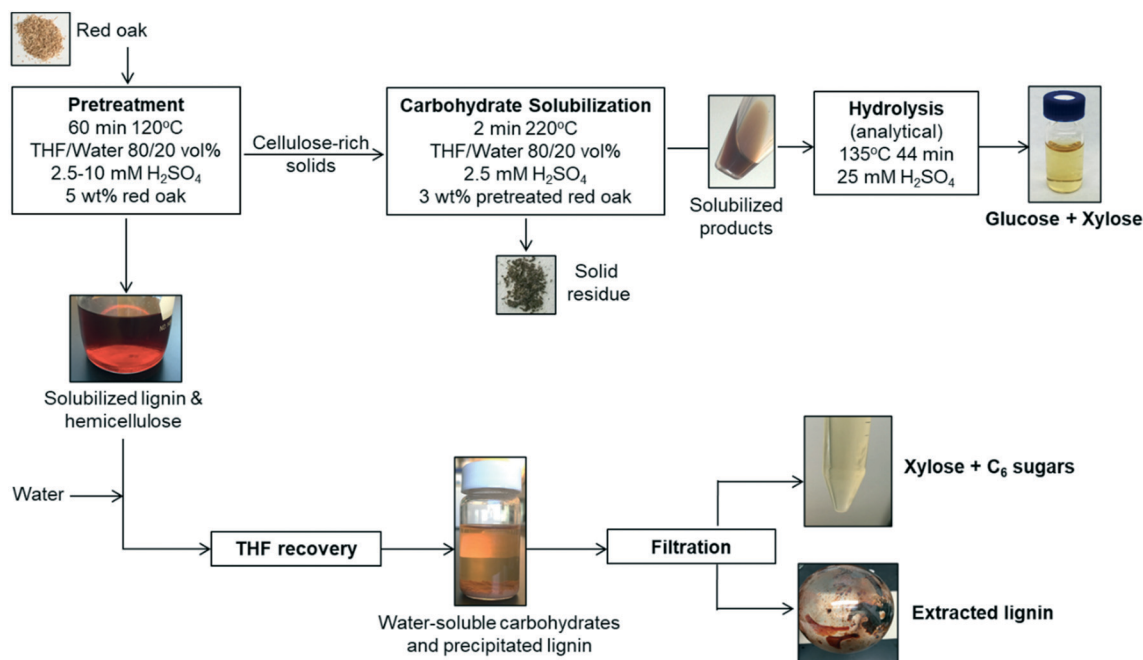 Red oak
Pretreatment
60 min 120°C
THF/Water 80/20 vol%
2.5-10 mM H₂SO₄
5 wt% red oak
Cellulose-rich
solids
Carbohydrate Solubilization
2 min 220°C
THF/Water 80/20 vol%
2.5 mM H₂SO₄
3 wt% pretreated red oak
Solubilized
products
Hydrolysis
(analytical)
135°C 44 min
25 mM H₂SO₄
Glucose + Xylose
Solid
residue
Solubilized lignin &
hemicellulose
Water
THF recovery
Water-soluble carbohydrates
and precipitated lignin
Filtration
Xylose + C₆ sugars
Extracted lignin